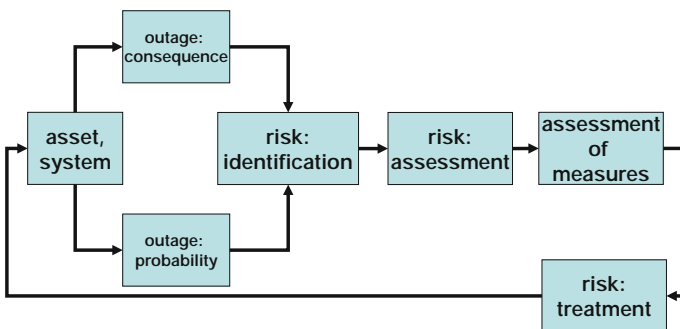 outage:
consequence
asset,
system
risk:
identification
risk:
assessment
assessment
of
measures
outage:
probability
risk:
treatment